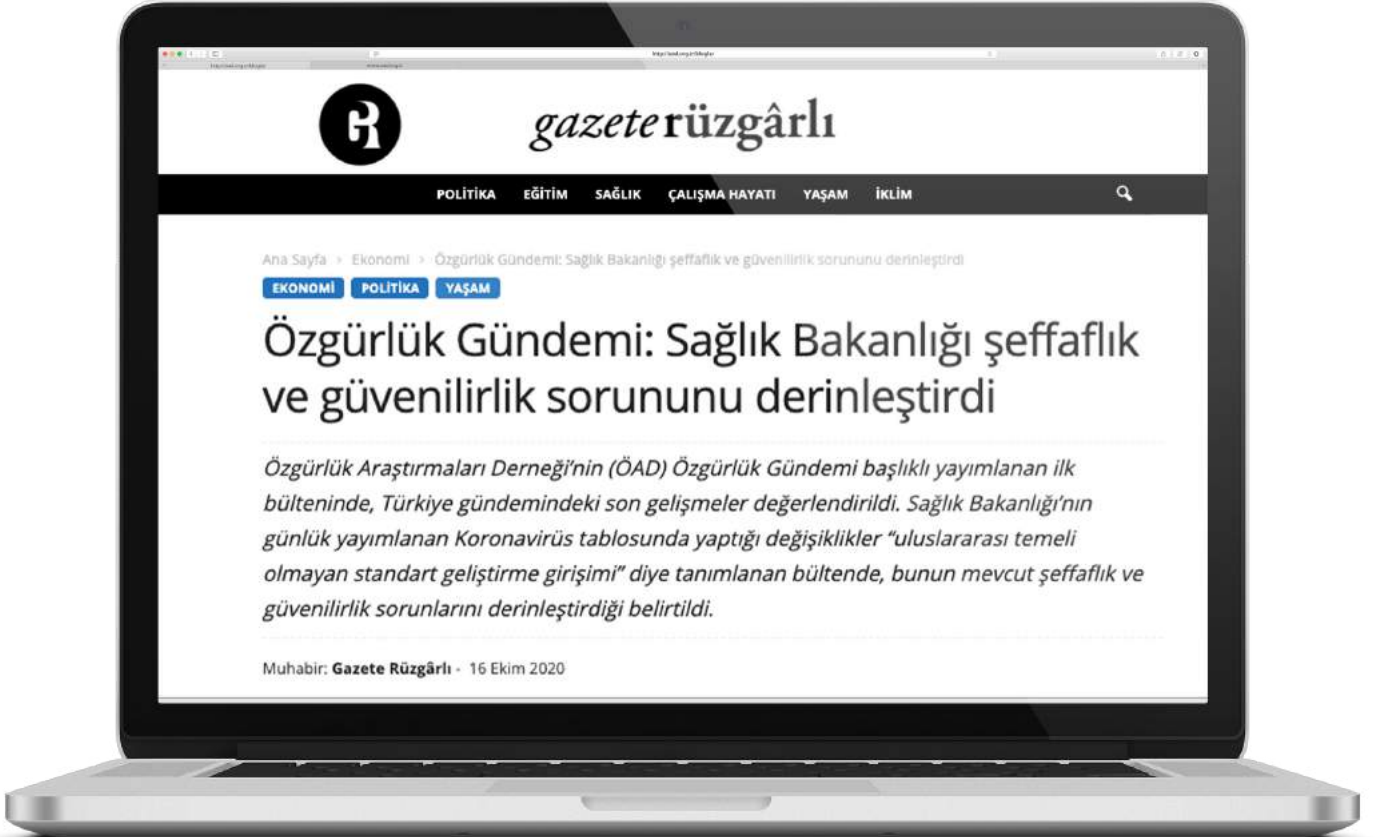 gazete rüzgârlı
POLİTİKA EĞİTİM SAĞLIK ÇALIŞMA HAYATI YAŞAM İKLİM
Ana Sayfa > Ekonomi > Özgürlük Gündemi: Sağlık Bakanlığı şeffaflık ve güvenilirlik sorununu derinleştirdi
EKONOMİ POLİTİKA YAŞAM
Özgürlük Gündemi: Sağlık Bakanlığı şeffaflık
ve güvenilirlik sorununu derinleştirdi
Özgürlük Araştırmaları Derneği’nin (ÖAD) Özgürlük Gündemi başlıklı yayımlanan ilk
bülteninde, Türkiye gündemindeki son gelişmeler değerlendirildi. Sağlık Bakanlığı’nın
günlük yayımlanan Koronavirüs tablosunda yaptığı değişiklikler “uluslararası temeli
olmayan standart geliştirme girişimi” diye tanımlanan bültende, bunun mevcut şeffaflık ve
güvenilirlik sorunlarını derinleştirdiği belirtildi.
Muhabir: Gazete Rüzgârlı - 16 Ekim 2020